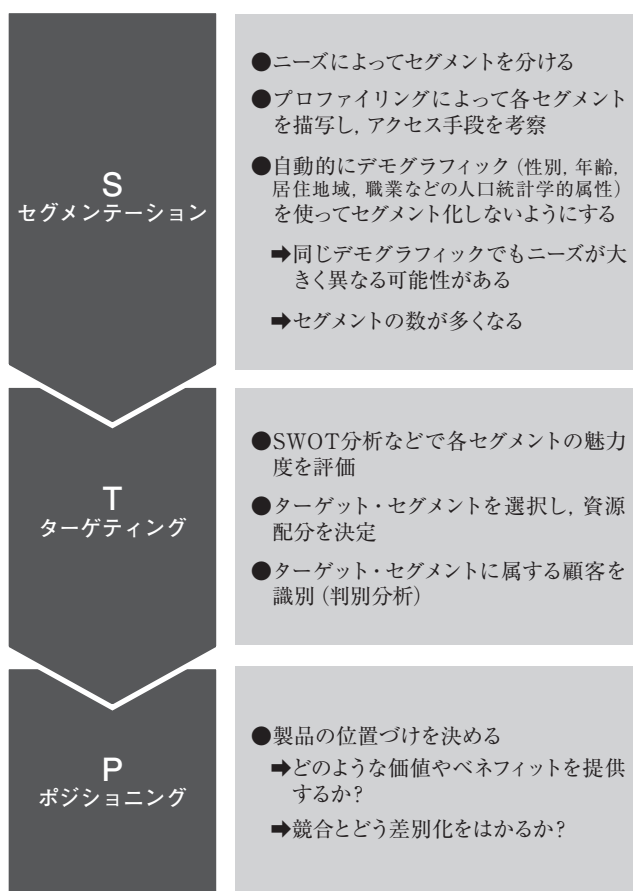 S
セグメンテーション
●ニーズによってセグメントを分ける
●プロファイリングによって各セグメント
を描写し, アクセス手段を考察
●自動的にデモグラフィック (性別, 年齢,
居住地域, 職業などの人口統計学的属性)
を使ってセグメント化しないようにする
➡同じデモグラフィックでもニーズが大
きく異なる可能性がある
➡セグメントの数が多くなる
T
ターゲティング
●SWOT分析などで各セグメントの魅力
度を評価
●ターゲット・セグメントを選択し, 資源
配分を決定
●ターゲット・セグメントに属する顧客を
識別 (判別分析)
P
ポジショニング
●製品の位置づけを決める
➡どのような価値やベネフィットを提供
するか?
➡競合とどう差別化をはかるか?